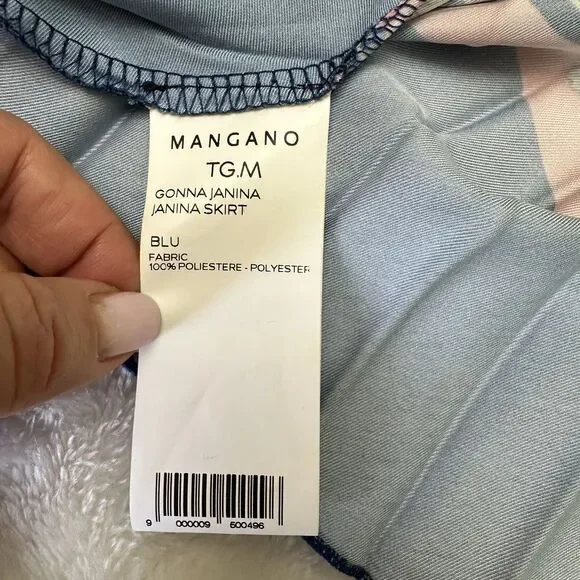 MANGANO
TG.M
GONNA JANINA
JANINA SKIRT
BLU
FABRIC
100% POLIESTERE - POLYESTER
9 000009 500496